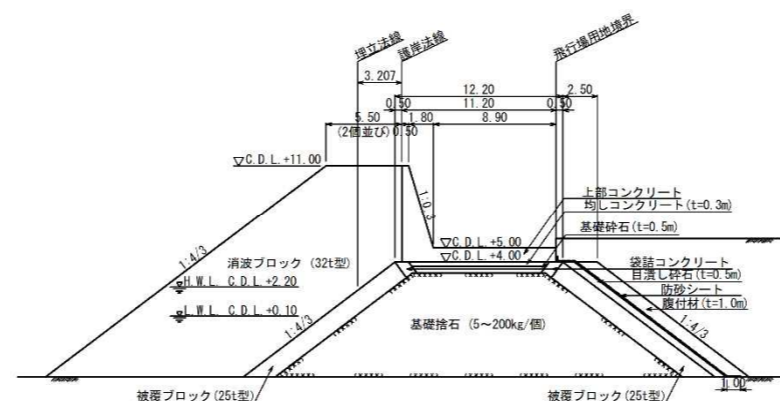 埋立法線
護岸法線
飛行場用地境界
3.207
12.20
2.50
0.50
11.20
0.50
5.50
1.80
8.90
(2個並び)
0.50
▽C.D.L.+11.00
1:0.3
上部コンクリート
均しコンクリート(t=0.3m)
基礎砕石(t=0.5m)
▽C.D.L.+5.00
▽C.D.L.+4.00
1:4/3
消波ブロック (32t型)
H.W.L. C.D.L.+2.20
L.W.L. C.D.L.+0.10
1:4/3
袋詰コンクリート
目潰し砕石(t=0.5m)
防砂シート
腹付材(t=1.0m)
1:4/3
基礎捨石 (5～200kg/個)
1.00
被覆ブロック(25t型)
被覆ブロック(25t型)